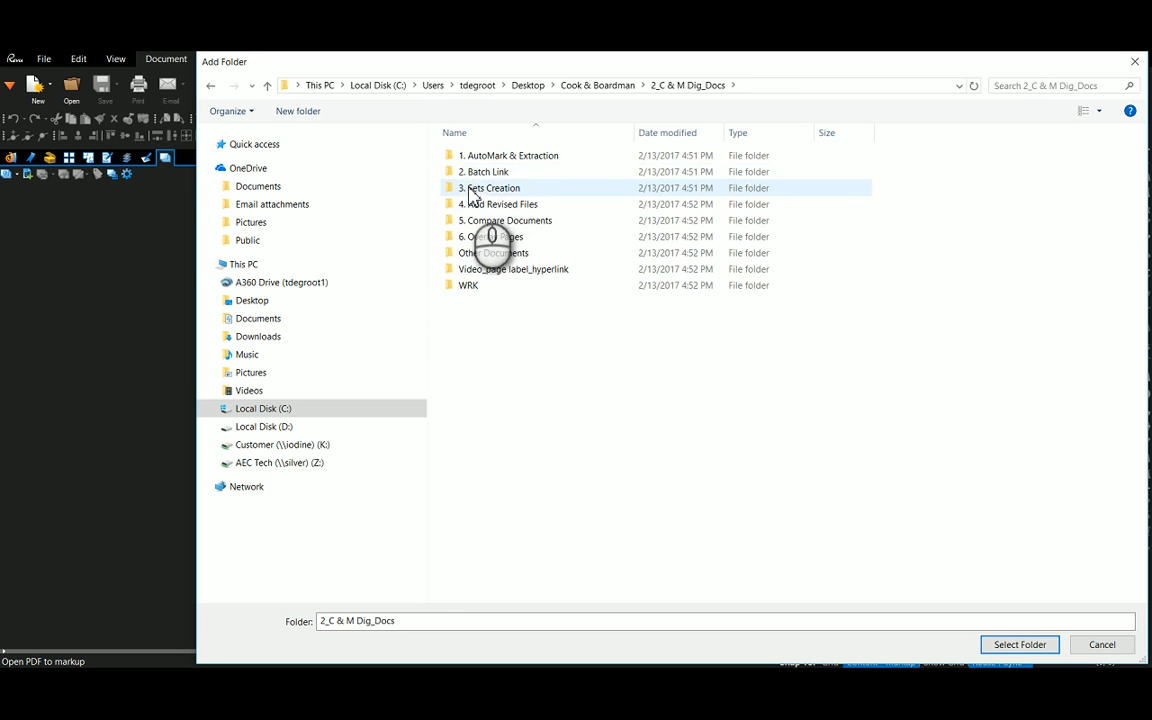 Add Folder
Revu File Edit View Document
This PC > Local Disk (C:) > Users > tdegroot > Desktop > Cook & Boardman > 2_C & M Dig_Docs >
Search 2_C & M Dig_Docs
New Open Save Print E-mail
Organize New folder
Name Date modified Type Size
Quick access
OneDrive
Documents
Email attachments
Pictures
Public
This PC
A360 Drive (tdegroot1)
Desktop
Documents
Downloads
Music
Pictures
Videos
Local Disk (C:)
Local Disk (D:)
Customer (\\iodine) (K:)
AEC Tech (\\silver) (Z:)
Network
1. AutoMark & Extraction 2/13/2017 4:51 PM File folder
2. Batch Link 2/13/2017 4:51 PM File folder
3. Sets Creation 2/13/2017 4:51 PM File folder
4. Add Revised Files 2/13/2017 4:52 PM File folder
5. Compare Documents 2/13/2017 4:52 PM File folder
6. Overlay Pages 2/13/2017 4:52 PM File folder
Other Documents 2/13/2017 4:52 PM File folder
Video_page label_hyperlink 2/13/2017 4:52 PM File folder
WRK 2/13/2017 4:52 PM File folder
Folder: 2_C & M Dig_Docs
Select Folder Cancel
Open PDF to markup